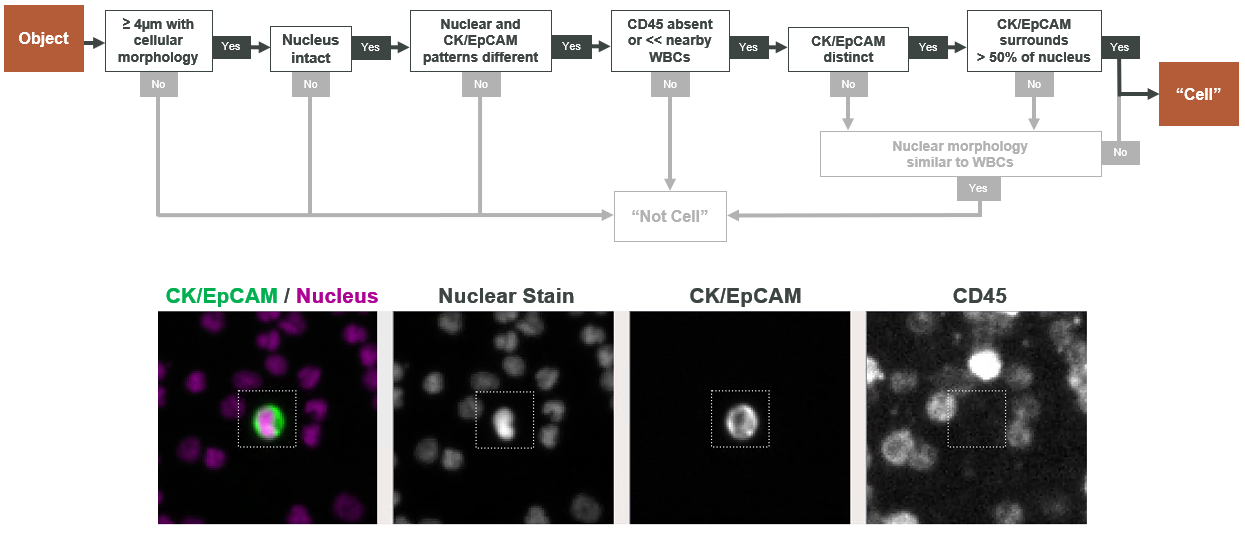 Object
≥ 4µm with
cellular
morphology
Yes
Nucleus
intact
Yes
Nuclear and
CK/EpCAM
patterns different
Yes
CD45 absent
or << nearby
WBCs
Yes
CK/EpCAM
distinct
Yes
CK/EpCAM
surrounds
> 50% of nucleus
Yes
No
No
No
No
No
No
“Cell”
Nuclear morphology
similar to WBCs
No
Yes
“Not Cell”
CK/EpCAM / Nucleus
Nuclear Stain
CK/EpCAM
CD45